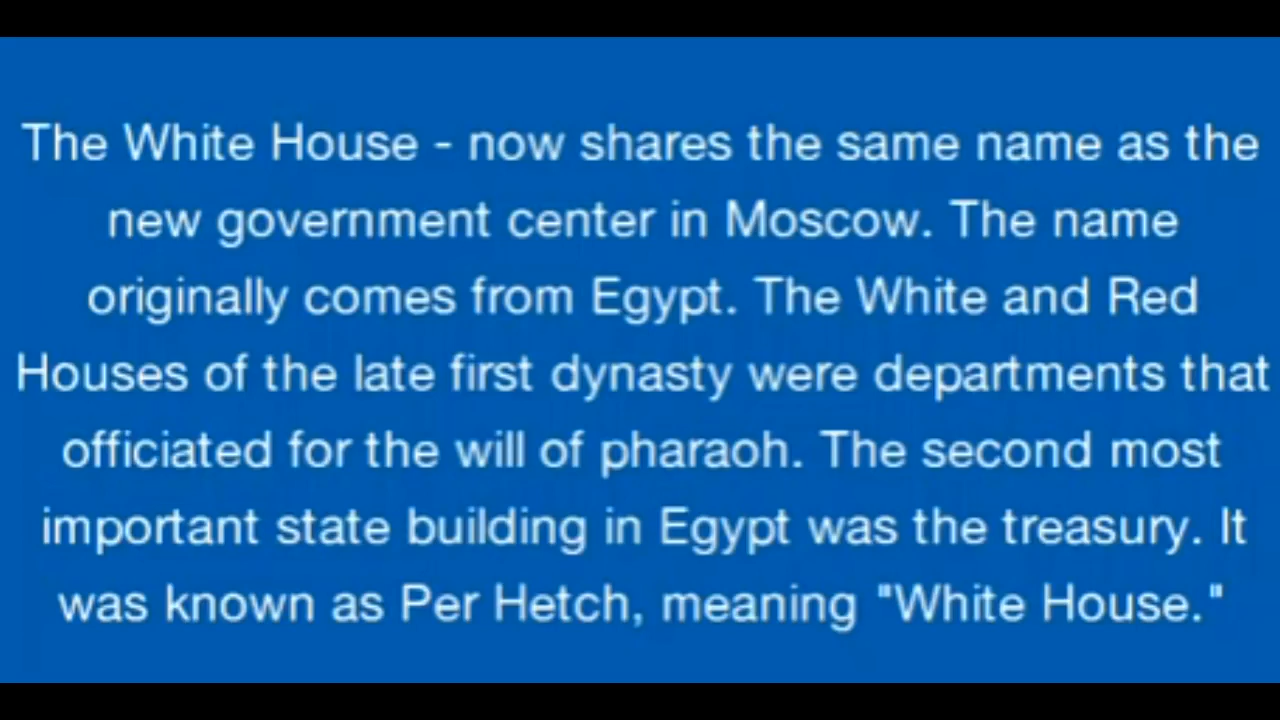 The White House - now shares the same name as the
new government center in Moscow. The name
originally comes from Egypt. The White and Red
Houses of the late first dynasty were departments that
officiated for the will of pharaoh. The second most
important state building in Egypt was the treasury. It
was known as Per Hetch, meaning "White House."